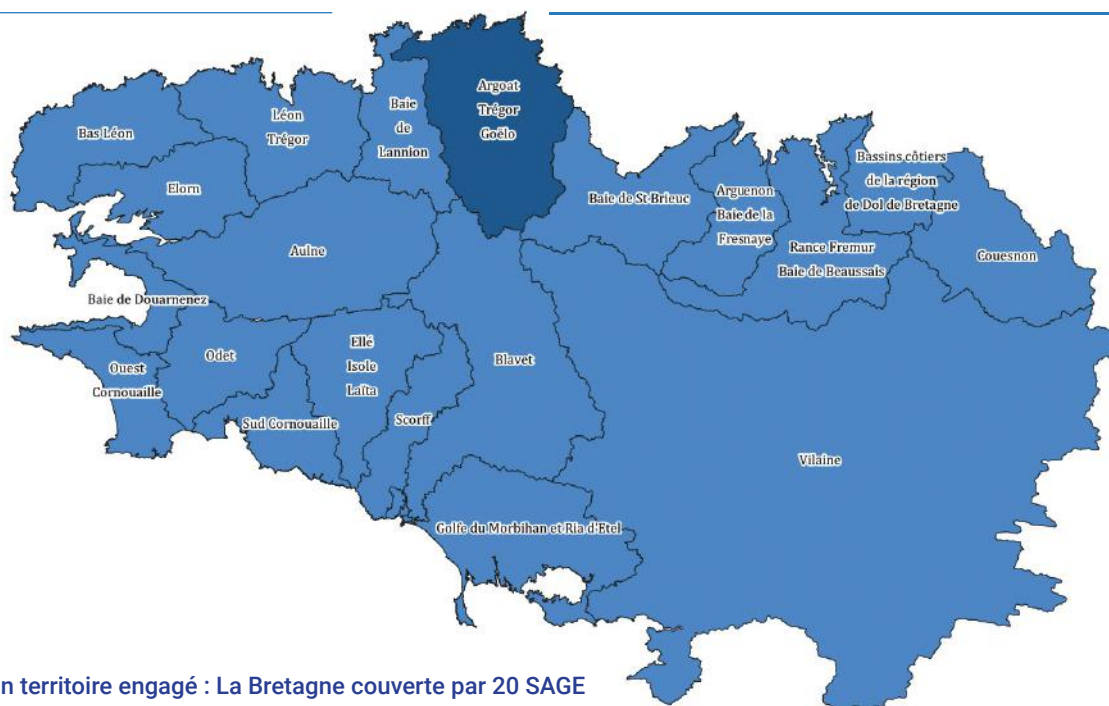 Argoat
Trégor
Goëlo
Baie
de
Lannion
Léon
Trégor
Bas Léon
Elorn
Bassins côtiers
de la région
de Dol de Bretagne
Baie de St-Brieuc
Arguenon
Baie de la
Fresnaye
Rance Fremur
Baie de Beaussais
Couesnon
Aulne
Baie de Douarnenez
Ouest
Cornouaille
Odet
Ellé
Isole
Laïta
Blavet
Sud Cornouaille
Scorff
Vilaine
Golfe du Morbihan et Ria d'Etel
n territoire engagé : La Bretagne couverte par 20 SAGE